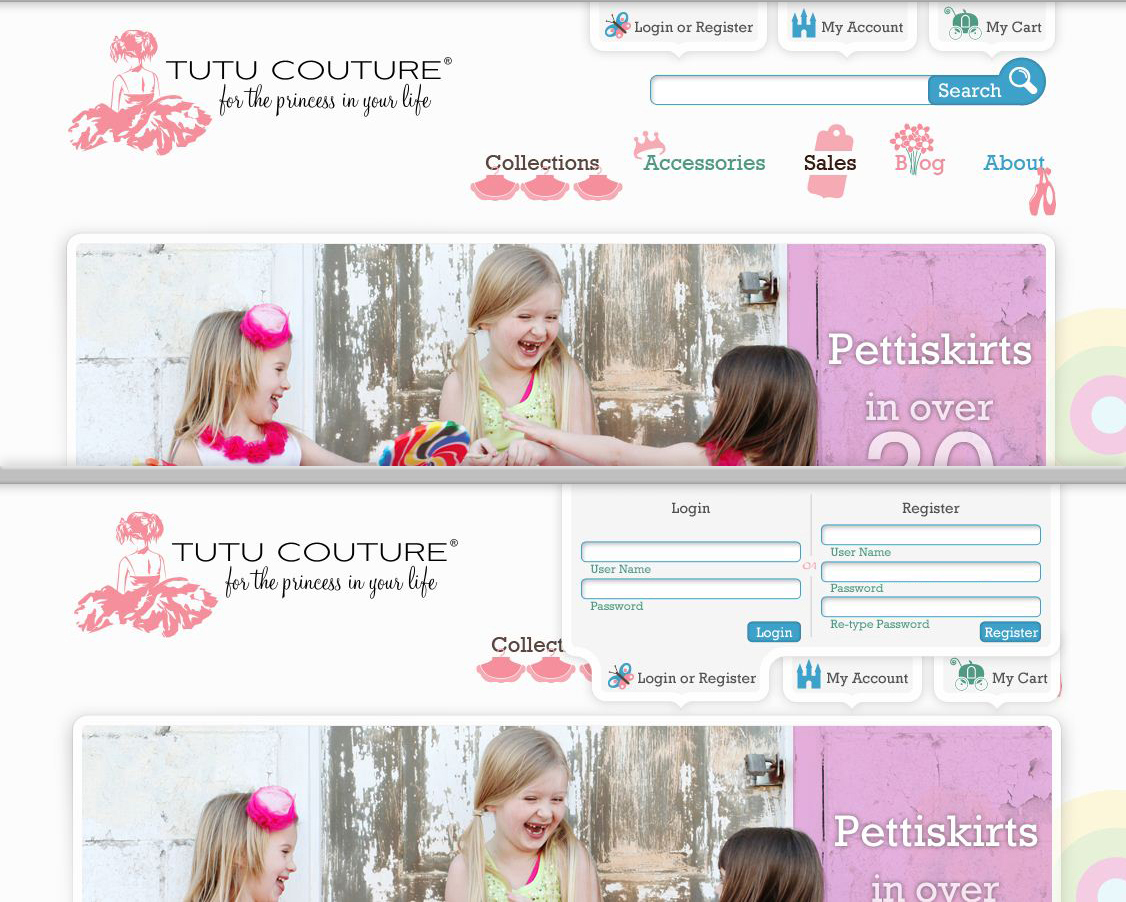 Login or Register
My Account
My Cart
TUTU COUTURE®
for the princess in your life
Search
Collections
Accessories
Sales
Blog
About
Pettiskirts
in over
20
Login
Register
User Name
Password
or
User Name
Password
Re-type Password
Login
Register
TUTU COUTURE®
for the princess in your life
Collect
Login or Register
My Account
My Cart
Pettiskirts
in over